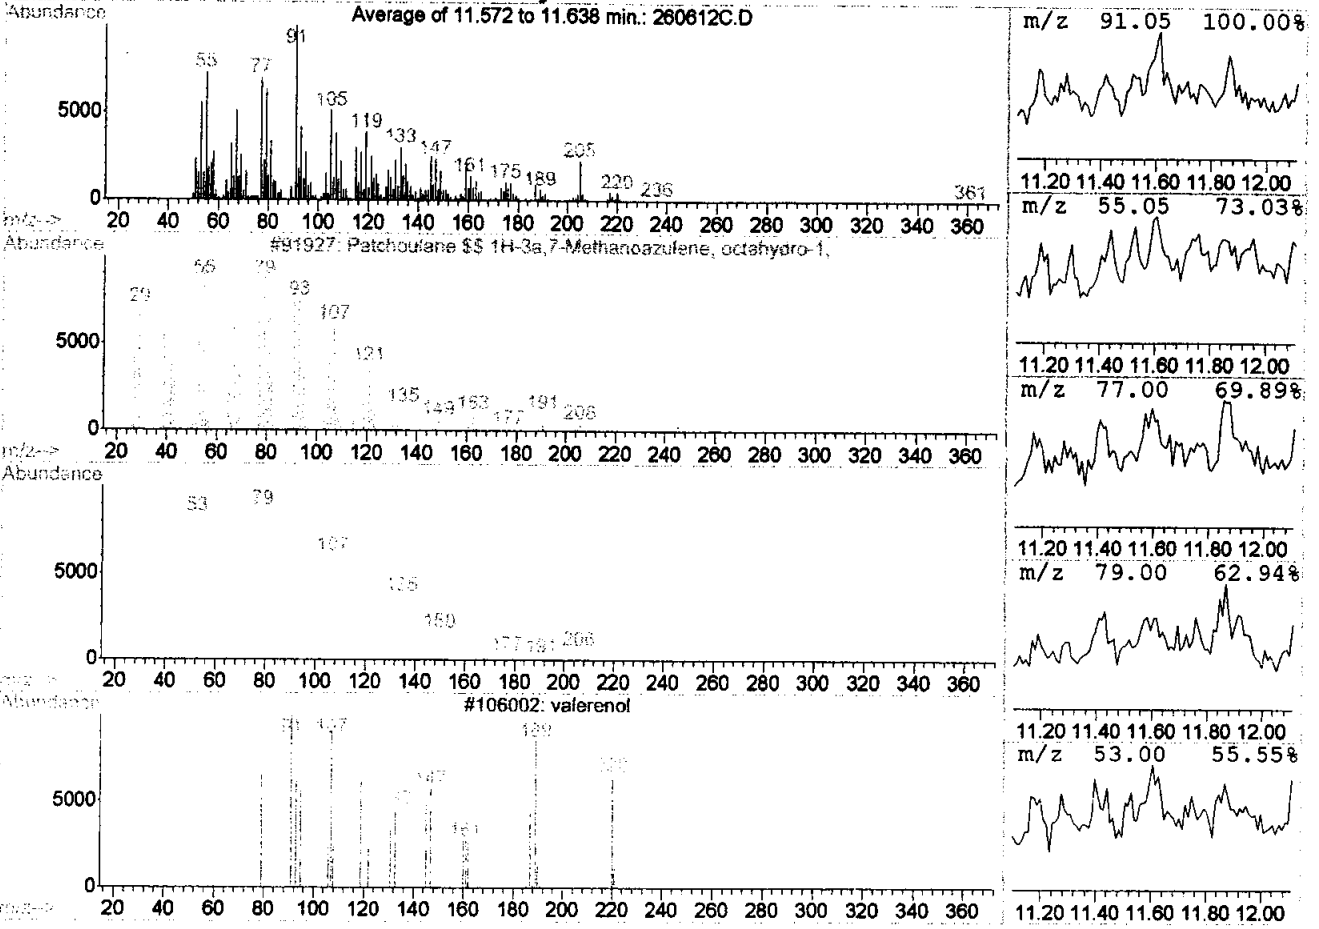 Abundance
Average of 11.572 to 11.638 min.: 260612C.D
91
55
77
105
5000
119
133
147
161
175
189
205
220
236
361
0
20 40 60 80 100 120 140 160 180 200 220 240 260 280 300 320 340 360
m/z-->
Abundance
#91927: Patchoulane $$ 1H-3a,7-Methanoazulene, octahydro-1,
55
79
29
93
107
5000
121
135
149
163
177
191
206
0
20 40 60 80 100 120 140 160 180 200 220 240 260 280 300 320 340 360
m/z-->
Abundance
53
79
107
5000
135
150
177
191
206
0
20 40 60 80 100 120 140 160 180 200 220 240 260 280 300 320 340 360
m/z-->
Abundance
#106002: valerenol
91
107
189
147
220
5000
161
0
20 40 60 80 100 120 140 160 180 200 220 240 260 280 300 320 340 360
m/z-->
m/z 91.05 100.00%
11.20 11.40 11.60 11.80 12.00
m/z 55.05 73.03%
11.20 11.40 11.60 11.80 12.00
m/z 77.00 69.89%
11.20 11.40 11.60 11.80 12.00
m/z 79.00 62.94%
11.20 11.40 11.60 11.80 12.00
m/z 53.00 55.55%
11.20 11.40 11.60 11.80 12.00